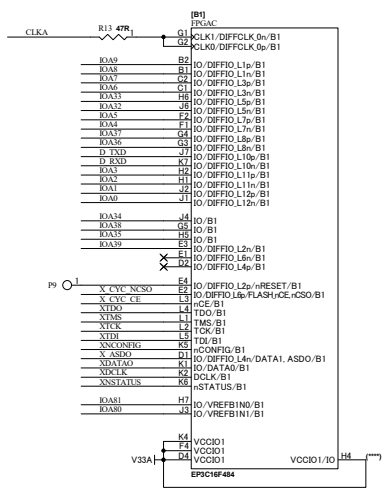 [B1]
FPGAC
CLKA R13 47R 1 G1 CLK1/DIFFCLK_0n/B1
G2 CLK0/DIFFCLK_0p/B1
IOA9 B2 IO/DIFFIO_L1p/B1
IOA8 B1 IO/DIFFIO_L1n/B1
IOA7 C2 IO/DIFFIO_L3p/B1
IOA6 C1 IO/DIFFIO_L3n/B1
IOA33 H6 IO/DIFFIO_L5p/B1
IOA32 J6 IO/DIFFIO_L5n/B1
IOA5 F2 IO/DIFFIO_L7p/B1
IOA4 F1 IO/DIFFIO_L7n/B1
IOA37 G4 IO/DIFFIO_L8p/B1
IOA36 G3 IO/DIFFIO_L8n/B1
D_TXD J7 IO/DIFFIO_L10p/B1
D_RXD K7 IO/DIFFIO_L10n/B1
IOA3 H2 IO/DIFFIO_L11p/B1
IOA2 H1 IO/DIFFIO_L11n/B1
IOA1 J2 IO/DIFFIO_L12p/B1
IOA0 J1 IO/DIFFIO_L12n/B1
IOA34 J4 IO/B1
IOA38 G5 IO/B1
IOA35 H5 IO/B1
IOA39 E3 IO/DIFFIO_L2n/B1
E1 IO/DIFFIO_L6n/B1
D2 IO/DIFFIO_L4p/B1
P9 1 E4 IO/DIFFIO_L2p/nRESET/B1
X_CYC_NCSO E2 IO/DIFFIO_L6p/FLASH_nCE,nCSO/B1
X_CYC_CE L3 nCE/B1
XTDO L4 TDO/B1
XTMS L1 TMS/B1
XTCK L2 TCK/B1
XTDI L5 TDI/B1
XNCONFIG K5 nCONFIG/B1
X_ASDO D1 IO/DIFFIO_L4n/DATA1, ASDO/B1
XDATAO K1 IO/DATA0/B1
XDCLK K2 DCLK/B1
XNSTATUS K6 nSTATUS/B1
IOA81 H7 IO/VREFB1N0/B1
IOA80 J3 IO/VREFB1N1/B1
K4 VCCIO1
F4 VCCIO1
V33A D4 VCCIO1 VCCIO1/IO H4 (****)
EP3C16F484